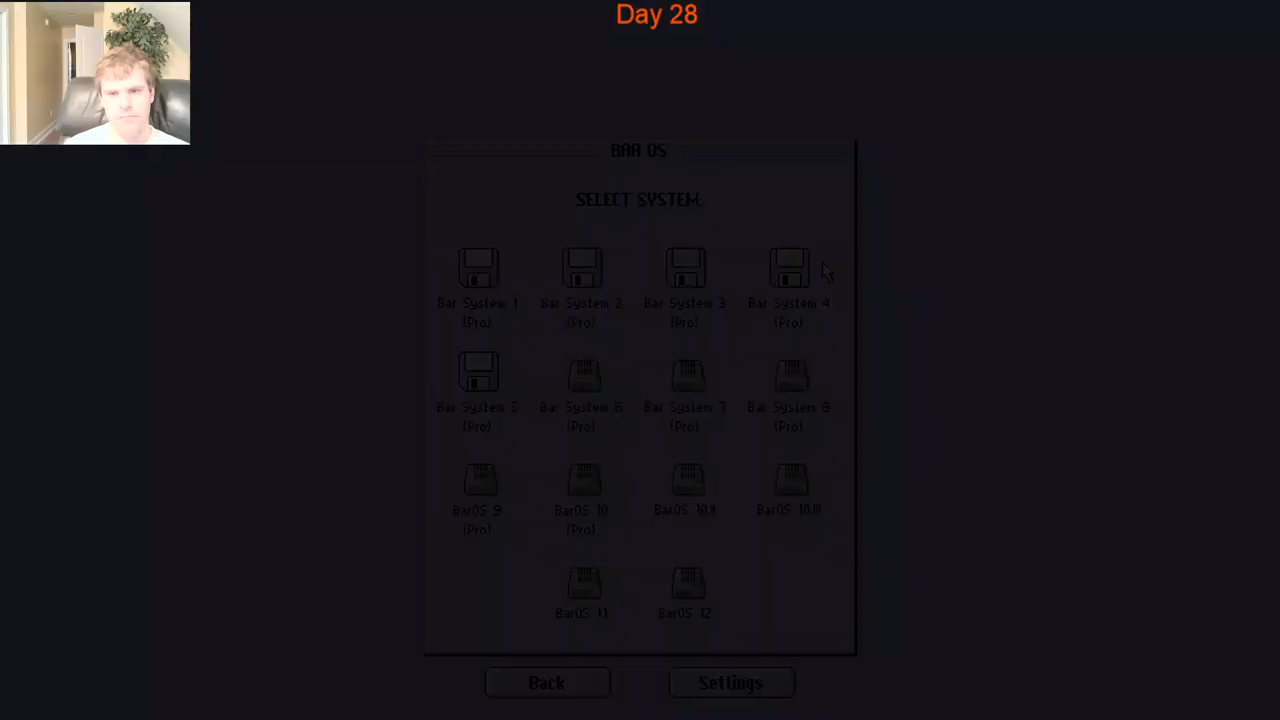 Day 28
BAR OS
SELECT SYSTEM:
Bar System 1 Bar System 2 Bar System 3 Bar System 4
(Pro) (Pro) (Pro) (Pro)
Bar System 5 Bar System 6 Bar System 7 Bar System 8
(Pro) (Pro) (Pro) (Pro)
BarOS 9 BarOS 10 BarOS 10.II BarOS 10.III
(Pro) (Pro)
BarOS 11 BarOS 12
Back Settings